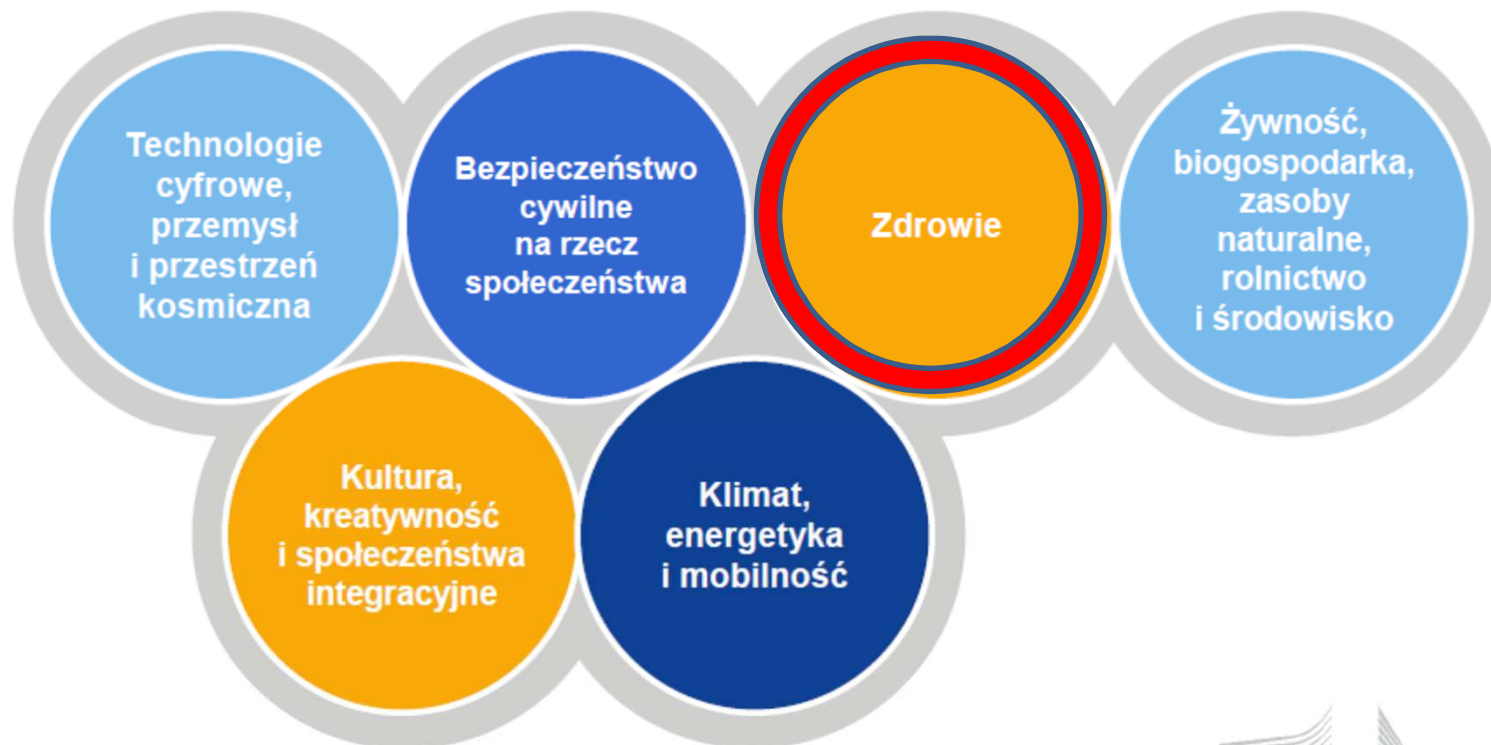 Technologie
cyfrowe,
przemysł
i przestrzeń
kosmiczna
Bezpieczeństwo
cywilne
na rzecz
społeczeństwa
Zdrowie
Żywność,
biogospodarka,
zasoby
naturalne,
rolnictwo
i środowisko
Kultura,
kreatywność
i społeczeństwa
integracyjne
Klimat,
energetyka
i mobilność